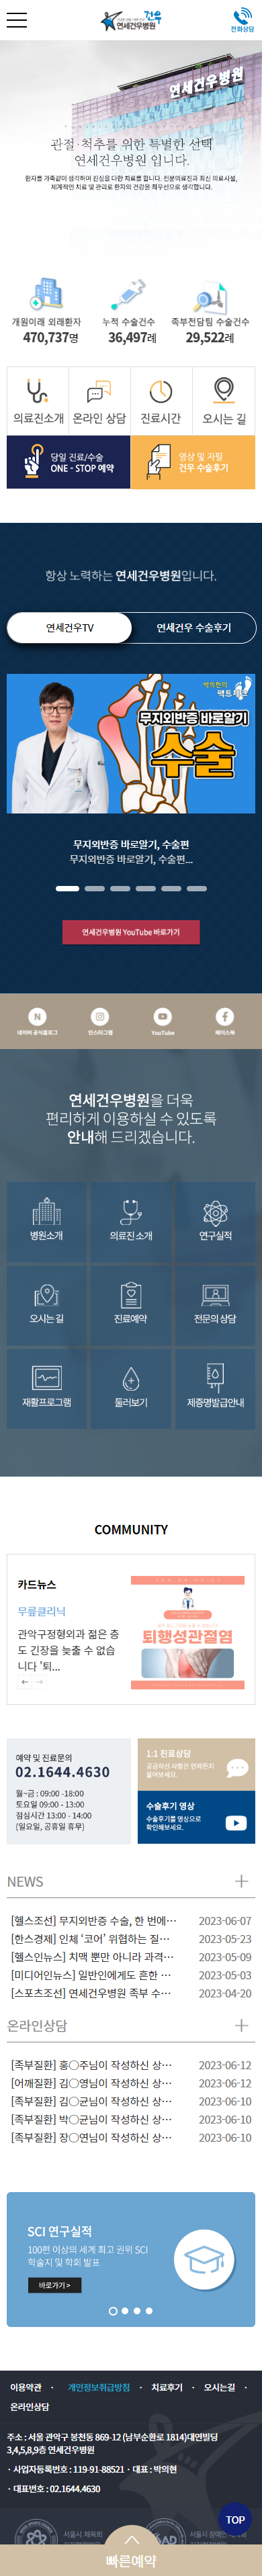 연세건우병원
건우
전화상담
연세건우병원
관절·척추를 위한 특별한 선택
연세건우병원 입니다.
환자를 가족같이 생각하며 진심을 다한 치료를 합니다. 전문의료진과 최신 의료시설,
체계적인 치료 및 관리로 환자의 건강을 최우선으로 생각합니다.
개원이래 외래환자 누적 수술건수 족부전담팀 수술건수
470,737명 36,497례 29,522례
의료진소개 온라인 상담 진료시간 오시는 길
당일 진료/수술
ONE - STOP 예약
영상 및 자필
건우 수술후기
항상 노력하는 연세건우병원입니다.
연세건우TV 연세건우 수술후기
박의현의
팩트체크
무지외반증 바로알기
수술
무지외반증 바로알기, 수술편
무지외반증 바로알기, 수술편...
연세건우병원 YouTube 바로가기
네이버 공식블로그 인스타그램 YouTube 페이스북
연세건우병원을 더욱
편리하게 이용하실 수 있도록
안내해 드리겠습니다.
병원소개 의료진 소개 연구실적
오시는 길 진료예약 전문의 상담
재활프로그램 둘러보기 제증명발급안내
COMMUNITY
카드뉴스
무릎클리닉
관악구정형외과 젊은 층
도 긴장을 늦출 수 없습
니다 '퇴...
퇴행성관절염
예약 및 진료문의
02.1644.4630
월~금 : 09:00 -18:00
토요일 09:00 - 13:00
점심시간 13:00 - 14:00
(일요일, 공휴일 휴무)
1:1 진료상담
궁금하신 사항은 언제든지
물어보세요.
수술후기 영상
수술후기를 영상으로
확인해보세요.
NEWS
[헬스조선] 무지외반증 수술, 한 번에… 2023-06-07
[한스경제] 인체 ‘코어’ 위협하는 질… 2023-05-23
[헬스인뉴스] 치맥 뿐만 아니라 과격… 2023-05-09
[미디어인뉴스] 일반인에게도 흔한 … 2023-05-03
[스포츠조선] 연세건우병원 족부 수… 2023-04-20
온라인상담
[족부질환] 홍○주님이 작성하신 상… 2023-06-12
[어깨질환] 김○영님이 작성하신 상… 2023-06-12
[족부질환] 김○균님이 작성하신 상… 2023-06-10
[족부질환] 박○균님이 작성하신 상… 2023-06-10
[족부질환] 장○연님이 작성하신 상… 2023-06-10
SCI 연구실적
100편 이상의 세계 최고 권위 SCI
학술지 및 학회 발표
바로가기 >
이용약관 · 개인정보취급방침 · 치료후기 · 오시는길 ·
온라인상담
주소 : 서울 관악구 봉천동 869-12 (남부순환로 1814)대연빌딩
3,4,5,8,9층 연세건우병원
· 사업자등록번호 : 119-91-88521 · 대표 : 박의현
· 대표번호 : 02.1644.4630
TOP
서울시 체육회
빠른예약